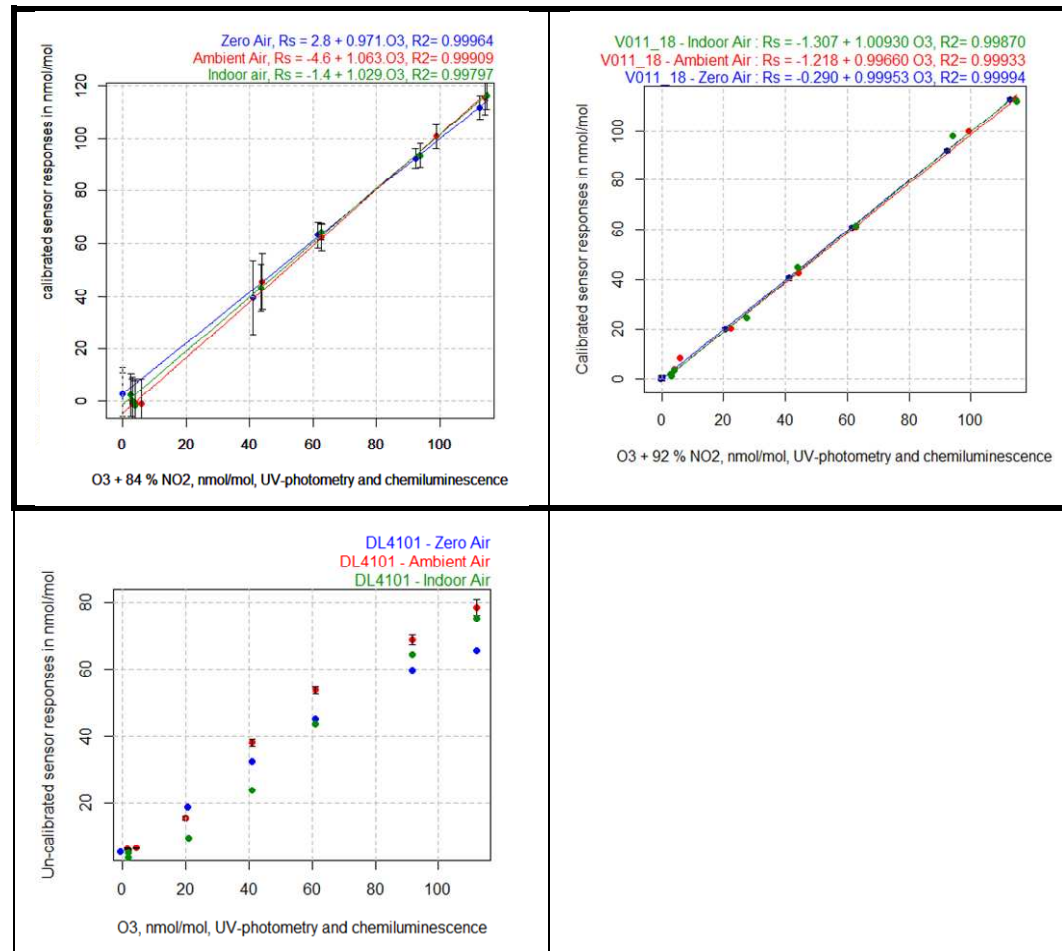 Zero Air, Rs = 2.8 + 0.971.O3, R2= 0.99964
Ambient Air, Rs = -4.6 + 1.063.O3, R2= 0.99909
Indoor air, Rs = -1.4 + 1.029.O3, R2= 0.99797
calibrated sensor responses in nmol/mol
120
100
80
60
40
20
0
0 20 40 60 80 100
O3 + 84 % NO2, nmol/mol, UV-photometry and chemiluminescence
V011_18 - Indoor Air : Rs = -1.307 + 1.00930 O3, R2= 0.99870
V011_18 - Ambient Air : Rs = -1.218 + 0.99660 O3, R2= 0.99933
V011_18 - Zero Air : Rs = -0.290 + 0.99953 O3, R2= 0.99994
Calibrated sensor responses in nmol/mol
100
80
60
40
20
0
0 20 40 60 80 100
O3 + 92 % NO2, nmol/mol, UV-photometry and chemiluminescence
DL4101 - Zero Air
DL4101 - Ambient Air
DL4101 - Indoor Air
Un-calibrated sensor responses in nmol/mol
80
60
40
20
0 20 40 60 80 100
O3, nmol/mol, UV-photometry and chemiluminescence